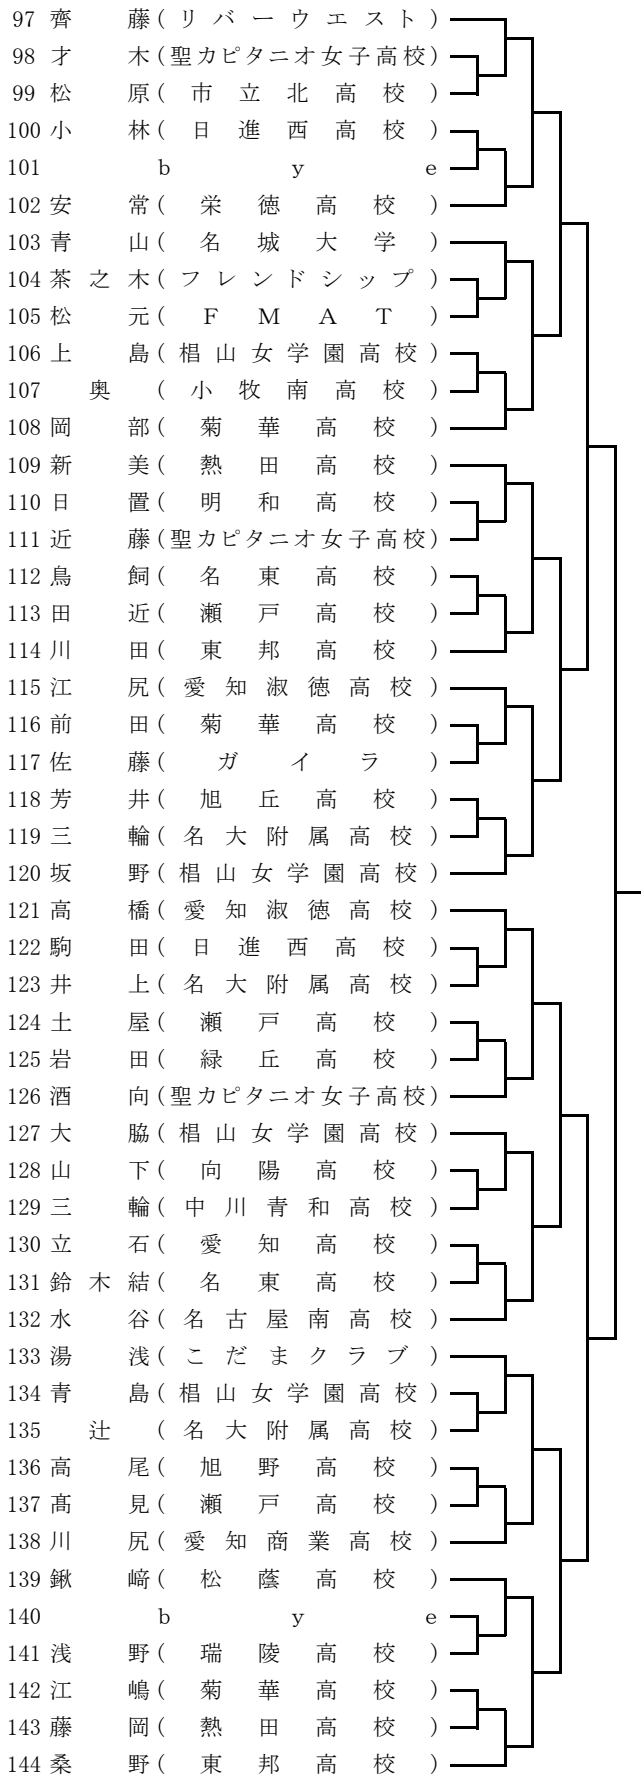 97 齊藤(リバーウエスト)
98 才木(聖カピタニオ女子高校)
99 松原(市立北高校)
100 小林(日進西高校)
101 bye
102 安常(栄徳高校)
103 青山(名城大学)
104 茶之木(フレンドシップ)
105 松元(FMAT)
106 上島(椙山女学園高校)
107 奥(小牧南高校)
108 岡部(菊華高校)
109 新美(熱田高校)
110 日置(明和高校)
111 近藤(聖カピタニオ女子高校)
112 鳥飼(名東高校)
113 田近(瀬戸高校)
114 川田(東邦高校)
115 江尻(愛知淑徳高校)
116 前田(菊華高校)
117 佐藤(ガイラ)
118 芳井(旭丘高校)
119 三輪(名大附属高校)
120 坂野(椙山女学園高校)
121 高橋(愛知淑徳高校)
122 駒田(日進西高校)
123 井上(名大附属高校)
124 土屋(瀬戸高校)
125 岩田(緑丘高校)
126 酒向(聖カピタニオ女子高校)
127 大脇(椙山女学園高校)
128 山下(向陽高校)
129 三輪(中川青和高校)
130 立石(愛知高校)
131 鈴木結(名東高校)
132 水谷(名古屋南高校)
133 湯浅(こだまクラブ)
134 青島(椙山女学園高校)
135 辻(名大附属高校)
136 高尾(旭野高校)
137 髙見(瀬戸高校)
138 川尻(愛知商業高校)
139 鍬﨑(松蔭高校)
140 bye
141 浅野(瑞陵高校)
142 江嶋(菊華高校)
143 藤岡(熱田高校)
144 桑野(東邦高校)